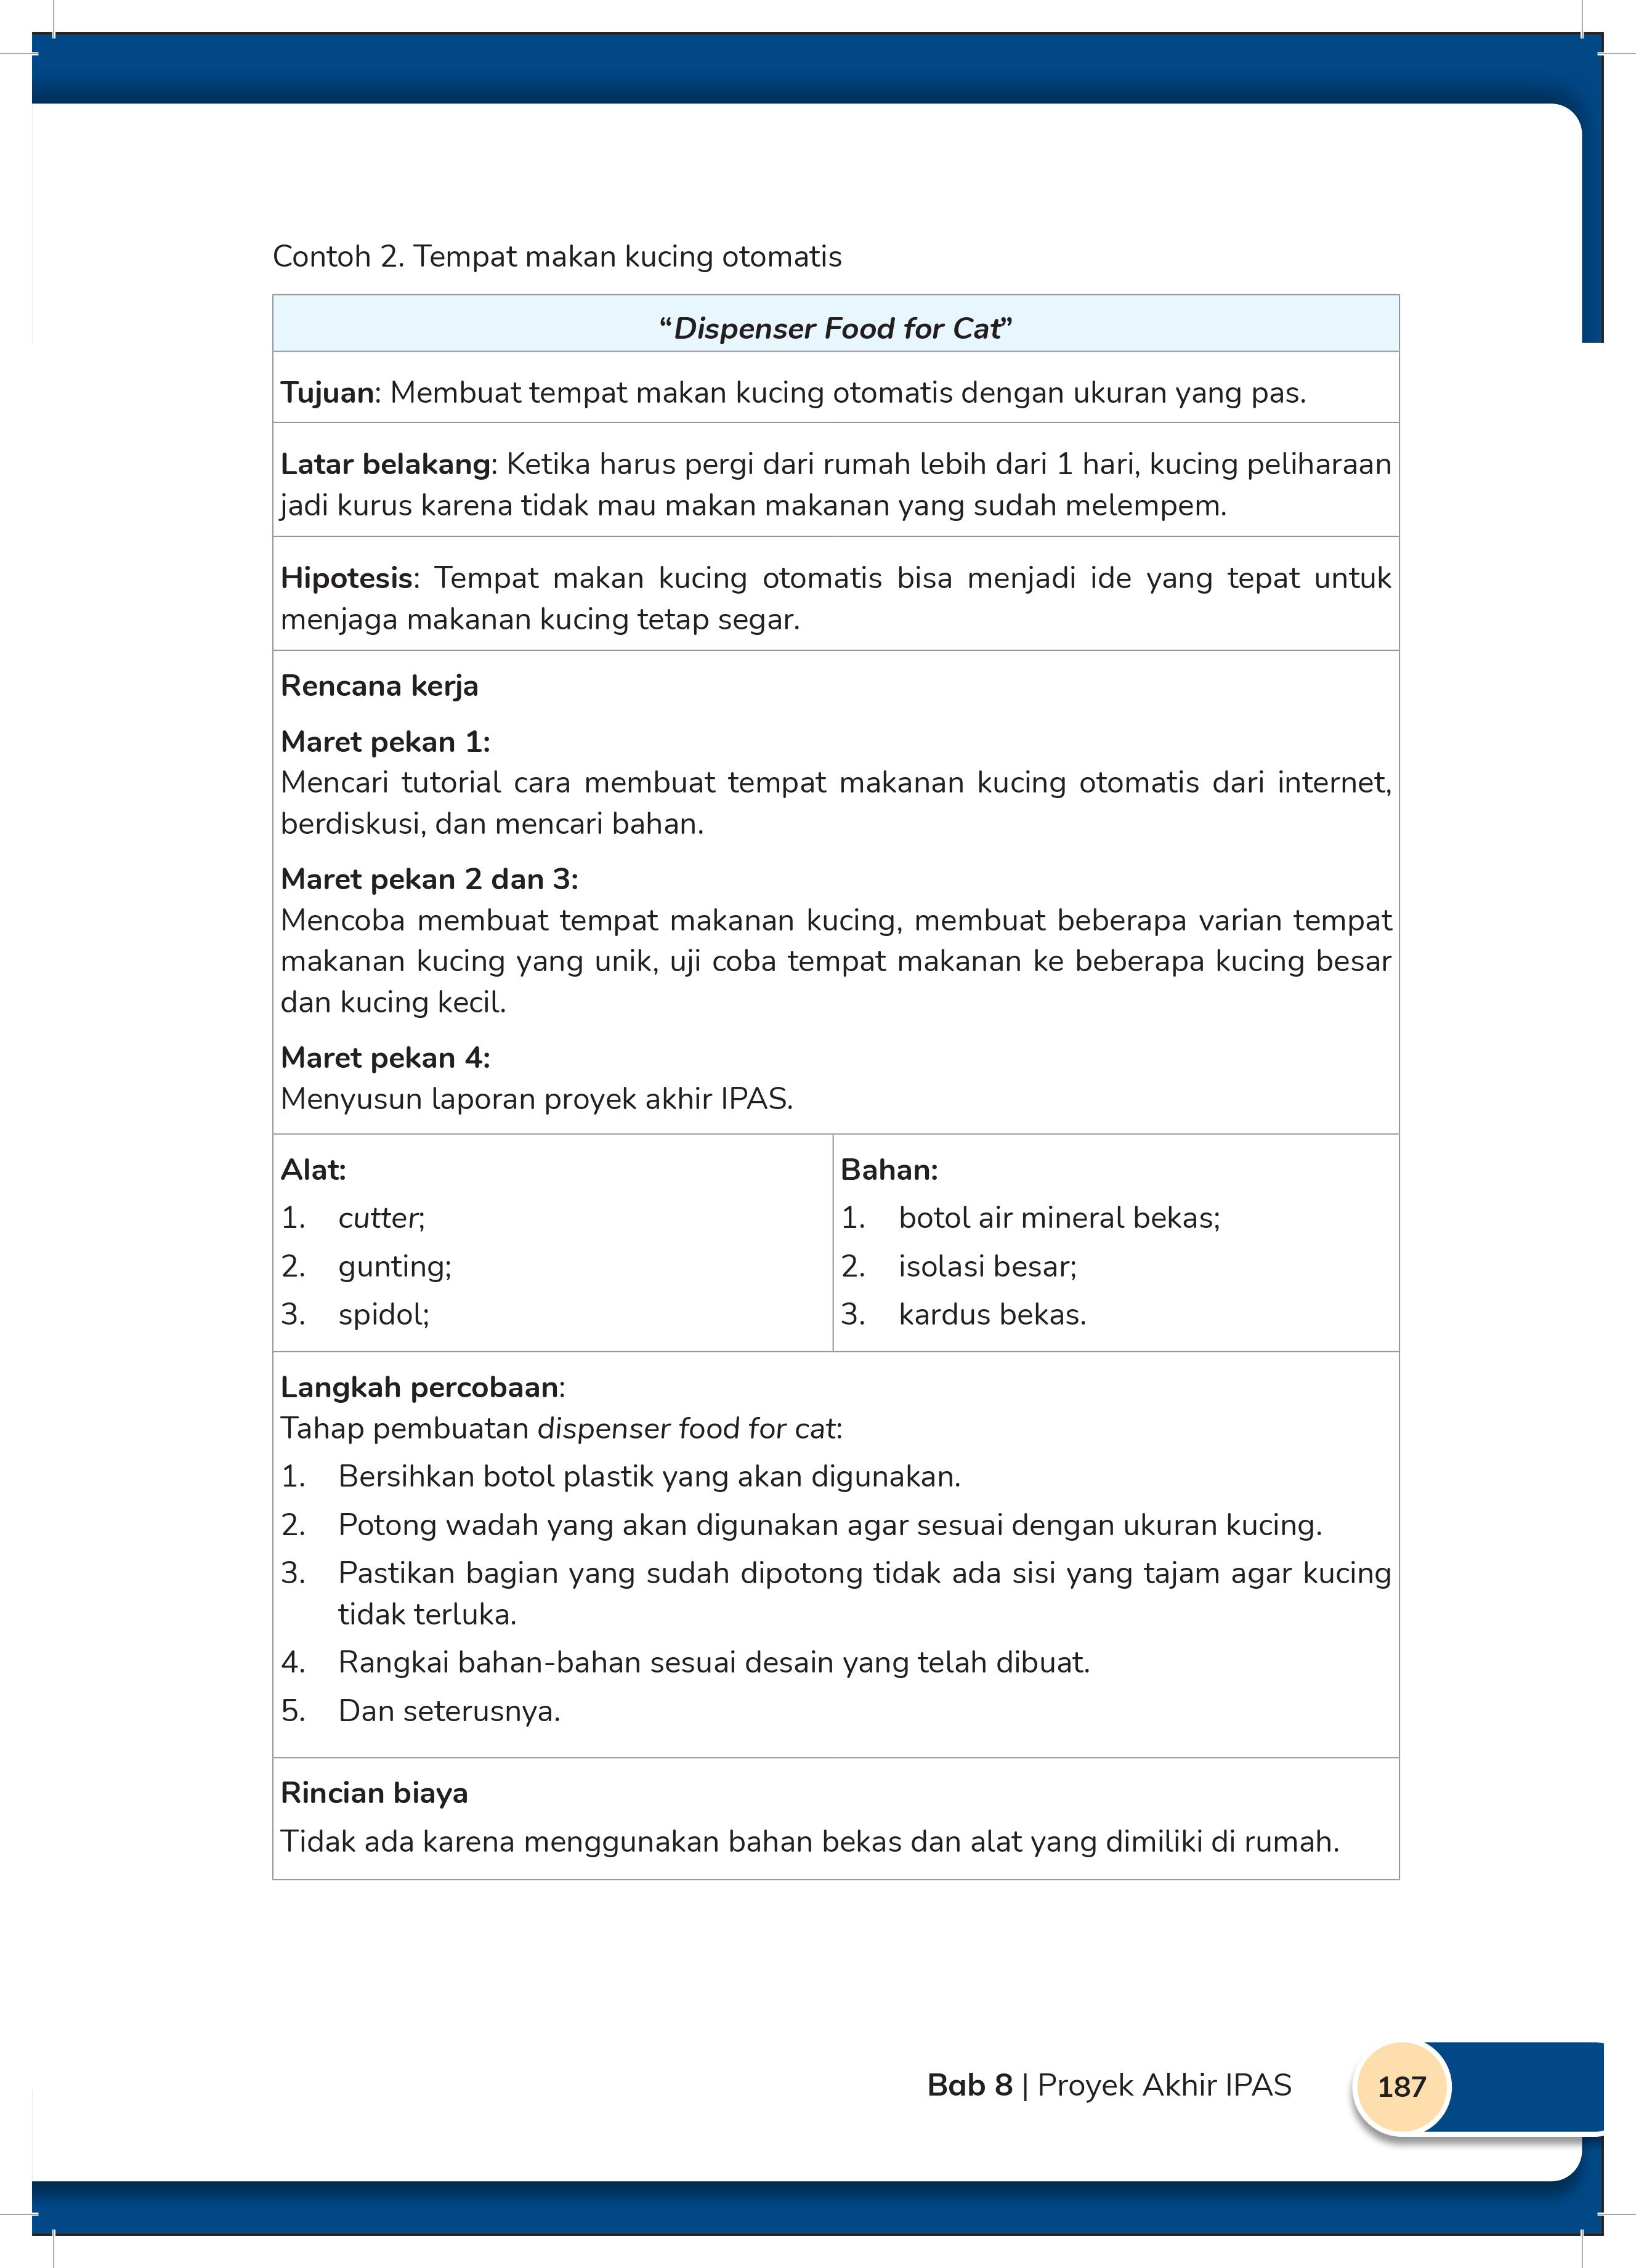 Contoh 2. Tempat makan kucing otomatis
“Dispenser Food for Cat”
Tujuan: Membuat tempat makan kucing otomatis dengan ukuran yang pas.
Latar belakang: Ketika harus pergi dari rumah lebih dari 1 hari, kucing peliharaan
jadi kurus karena tidak mau makan makanan yang sudah melempem.
Hipotesis: Tempat makan kucing otomatis bisa menjadi ide yang tepat untuk
menjaga makanan kucing tetap segar.
Rencana kerja
Maret pekan 1:
Mencari tutorial cara membuat tempat makanan kucing otomatis dari internet,
berdiskusi, dan mencari bahan.
Maret pekan 2 dan 3:
Mencoba membuat tempat makanan kucing, membuat beberapa varian tempat
makanan kucing yang unik, uji coba tempat makanan ke beberapa kucing besar
dan kucing kecil.
Maret pekan 4:
Menyusun laporan proyek akhir IPAS.
Alat:
1. cutter;
2. gunting;
3. spidol;
Bahan:
1. botol air mineral bekas;
2. isolasi besar;
3. kardus bekas.
Langkah percobaan:
Tahap pembuatan dispenser food for cat:
1. Bersihkan botol plastik yang akan digunakan.
2. Potong wadah yang akan digunakan agar sesuai dengan ukuran kucing.
3. Pastikan bagian yang sudah dipotong tidak ada sisi yang tajam agar kucing
tidak terluka.
4. Rangkai bahan-bahan sesuai desain yang telah dibuat.
5. Dan seterusnya.
Rincian biaya
Tidak ada karena menggunakan bahan bekas dan alat yang dimiliki di rumah.
Bab 8 | Proyek Akhir IPAS
187